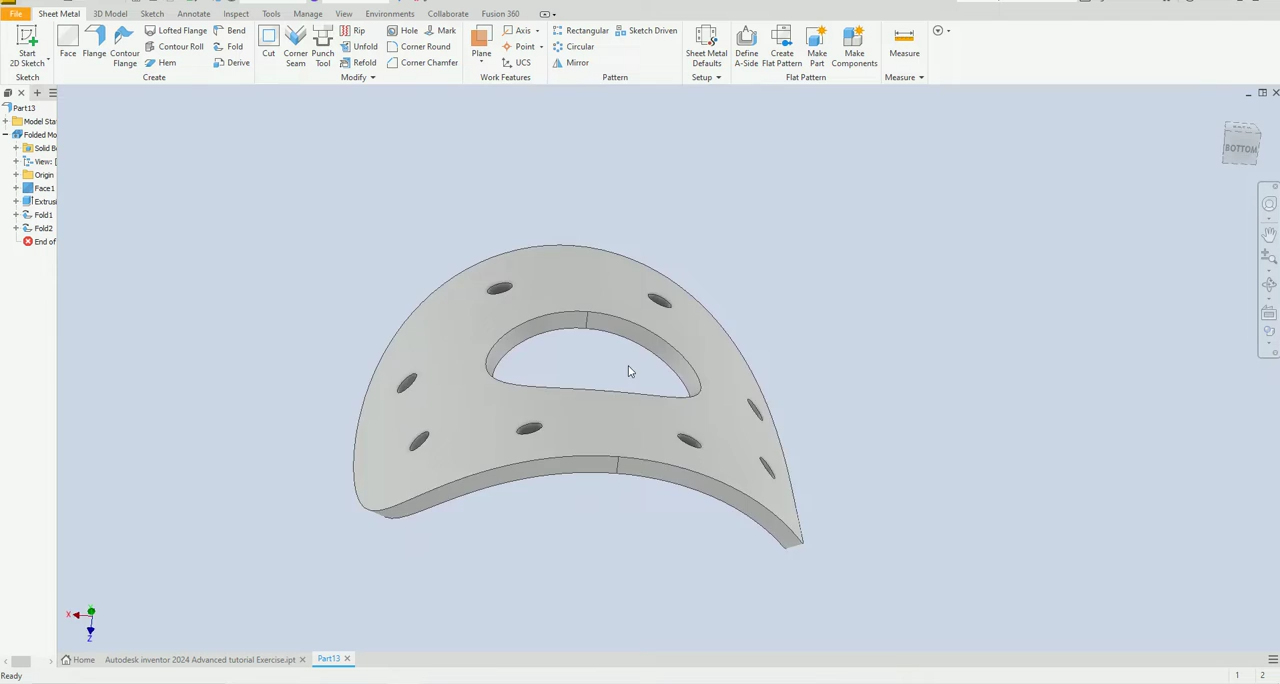 File Sheet Metal 3D Model Sketch Annotate Inspect Tools Manage View Environments Collaborate Fusion 360
Start
2D Sketch
Sketch
Face
Flange
Contour
Flange
Lofted Flange
Contour Roll
Hem
Bend
Fold
Derive
Create
Cut
Corner
Seam
Punch
Tool
Rip
Unfold
Refold
Hole
Mark
Corner Round
Corner Chamfer
Modify
Plane
Axis
Point
UCS
Work Features
Rectangular
Sketch Driven
Circular
Mirror
Pattern
Sheet Metal
Defaults
Setup
Define
A-Side
Create
Flat Pattern
Make
Part
Make
Components
Flat Pattern
Measure
Measure
Part13
Model Sta
Folded Mo
Solid Bo
View: [
Origin
Face1
Extrusi
Fold1
Fold2
End of
BOTTOM
X
Z
Home Autodesk inventor 2024 Advanced tutorial Exercise.ipt Part13
Ready 1 2